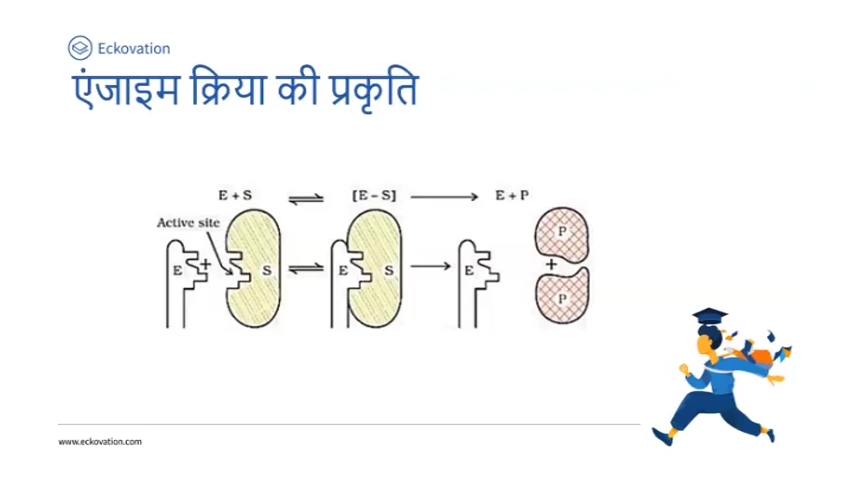 Eckovation
एंजाइम क्रिया की प्रकृति
E + S ⇌ [E – S] ⟶ E + P
Active site
E + S ⇌ E S ⟶ E P + P
www.eckovation.com